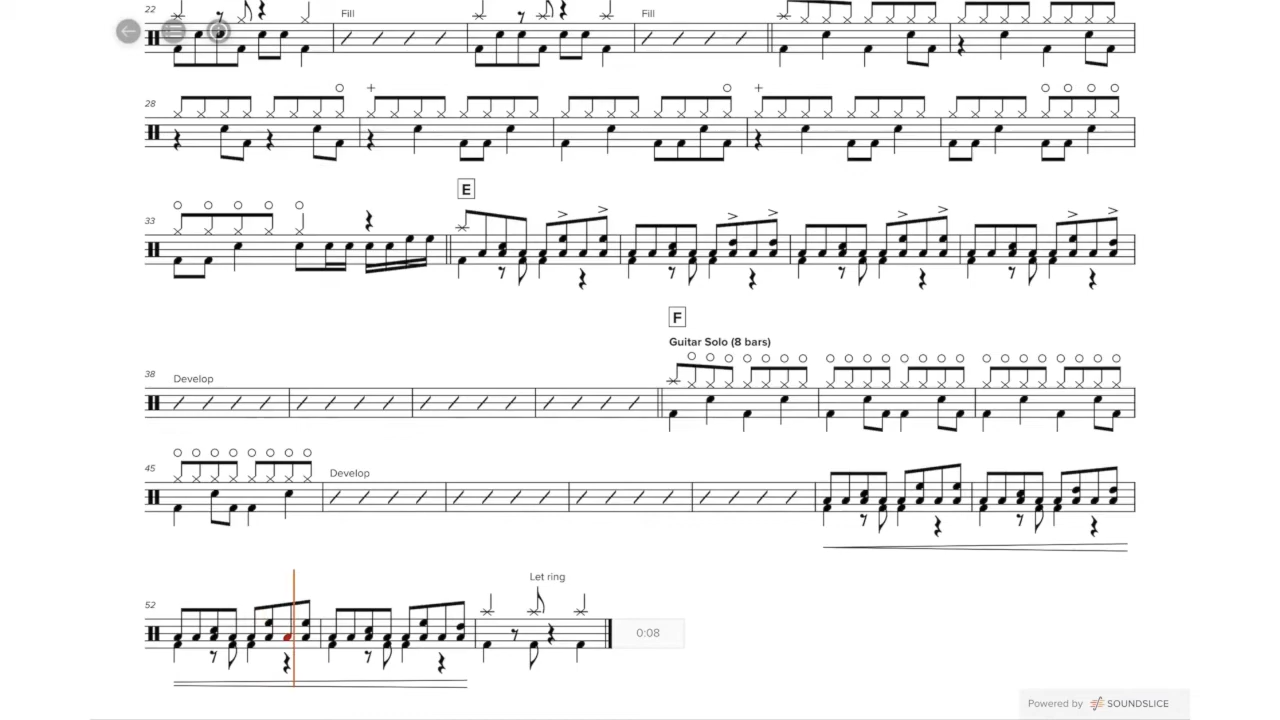 22
Fill
Fill
28
33
E
F
Guitar Solo (8 bars)
38
Develop
45
Develop
52
Let ring
0:08
Powered by SOUNDSLICE